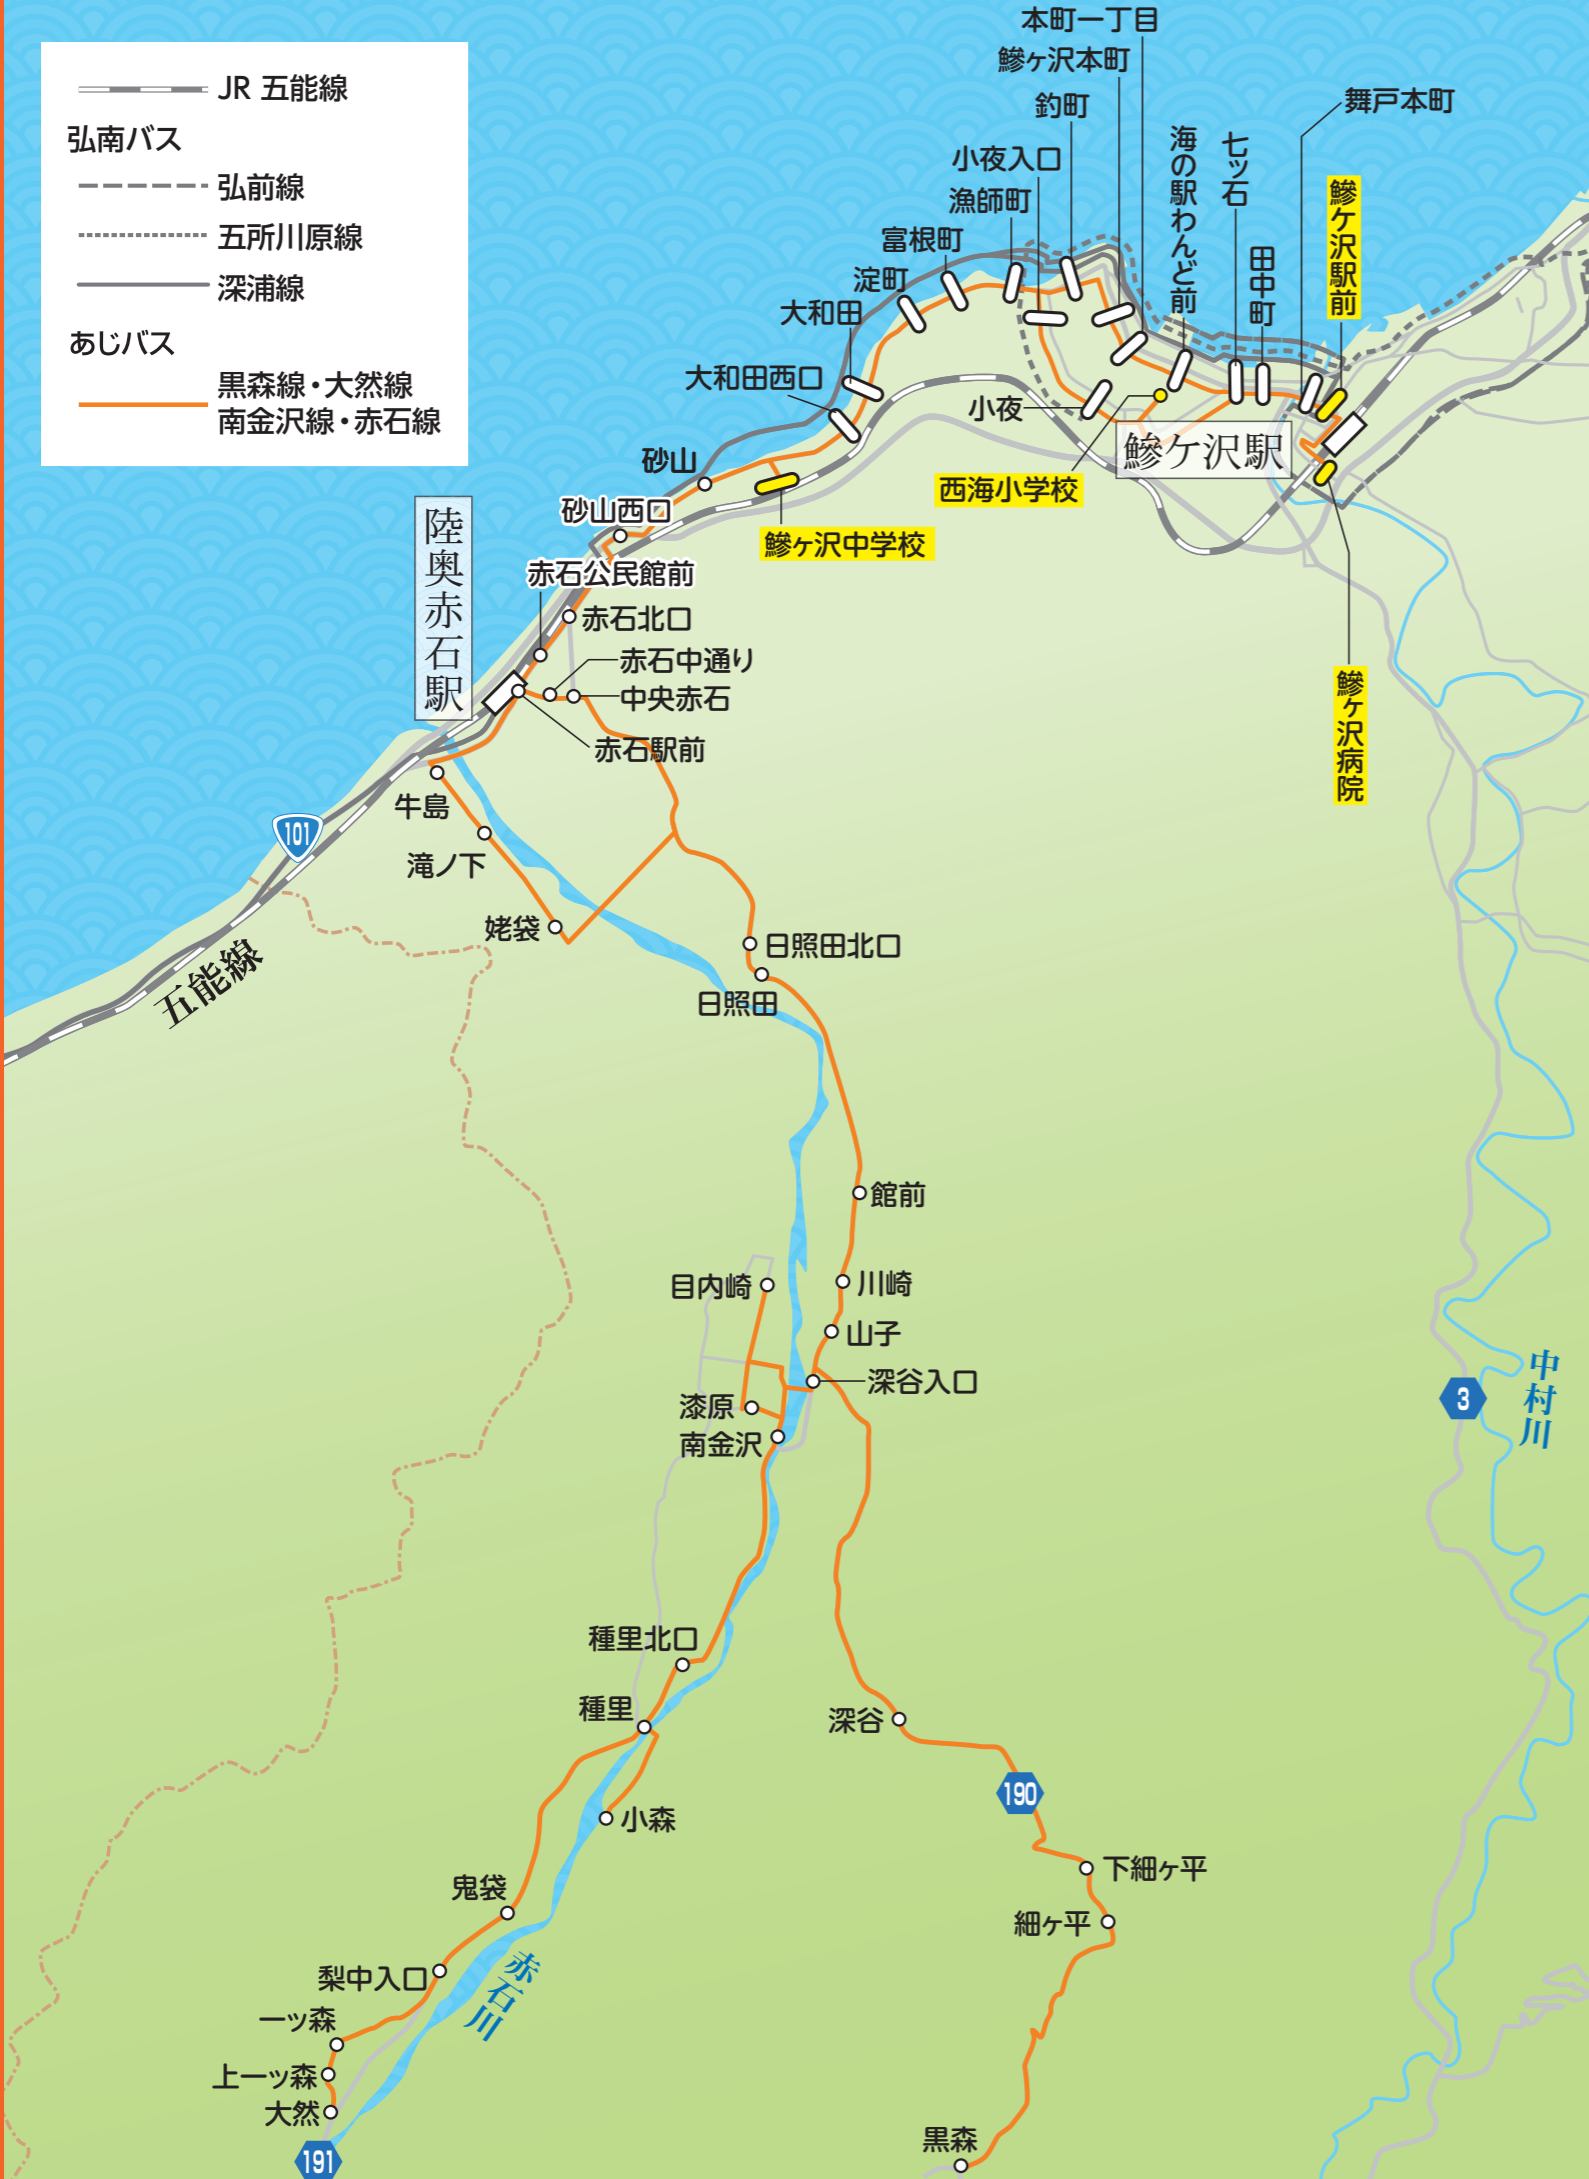 JR 五能線
弘南バス
弘前線
五所川原線
深浦線
あじバス
黒森線・大然線
南金沢線・赤石線
本町一丁目
鰺ヶ沢本町
釣町
小夜入口
漁師町
富根町
淀町
大和田
大和田西口
海の駅わんど前
七ッ石
田中町
舞戸本町
鰺ケ沢駅前
小夜
鰺ケ沢駅
西海小学校
鰺ヶ沢中学校
鰺ヶ沢病院
砂山
砂山西口
赤石公民館前
陸奥赤石駅
赤石北口
赤石中通り
中央赤石
赤石駅前
牛島
101
滝ノ下
姥袋
五能線
日照田北口
日照田
館前
目内崎
川崎
山子
深谷入口
漆原
南金沢
中村川
3
種里北口
種里
深谷
190
小森
下細ヶ平
細ヶ平
鬼袋
梨中入口
赤石川
一ッ森
上一ッ森
大然
191
黒森